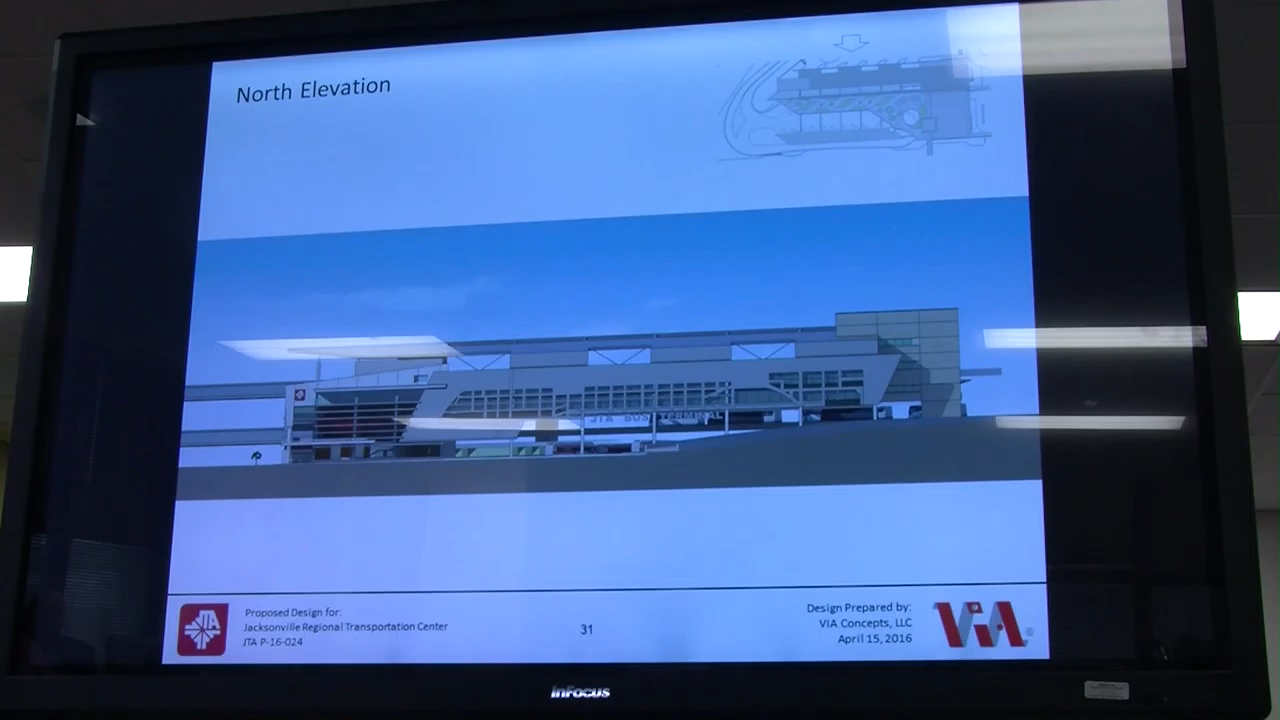 North Elevation
JTA BUS TERMINAL
Proposed Design for:
Jacksonville Regional Transportation Center
JTA P-16-024
31
Design Prepared by:
VIA Concepts, LLC
April 15, 2016
JTA
VIA
InFocus